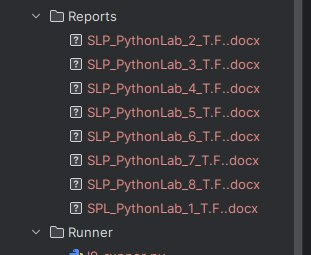 Reports
SLP_PythonLab_2_T.F..docx
SLP_PythonLab_3_T.F..docx
SLP_PythonLab_4_T.F..docx
SLP_PythonLab_5_T.F..docx
SLP_PythonLab_6_T.F..docx
SLP_PythonLab_7_T.F..docx
SLP_PythonLab_8_T.F..docx
SPL_PythonLab_1_T.F..docx
Runner